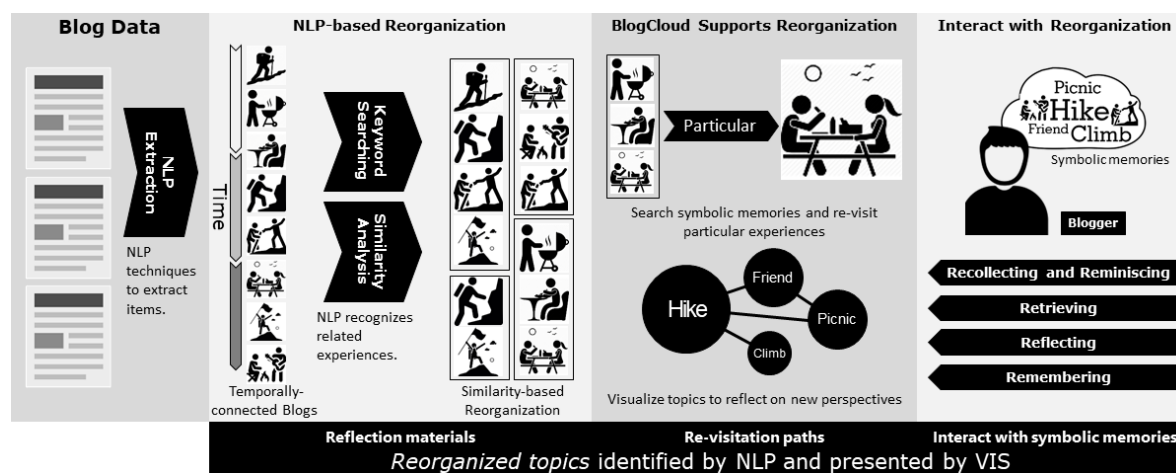 Blog Data
NLP
Extraction
NLP
techniques
to extract
items.
NLP-based Reorganization
Time
Keyword
Searching
Similarity
Analysis
NLP recognizes
related
experiences.
Temporally-
connected Blogs
Similarity-based
Reorganization
BlogCloud Supports Reorganization
Particular
Search symbolic memories and re-visit
particular experiences
Hike
Friend
Picnic
Climb
Visualize topics to reflect on new perspectives
Interact with Reorganization
Picnic
Hike
Friend
Climb
Symbolic memories
Blogger
Recollecting and Reminiscing
Retrieving
Reflecting
Remembering
Reflection materials
Re-visitation paths
Interact with symbolic memories
Reorganized topics identified by NLP and presented by VIS